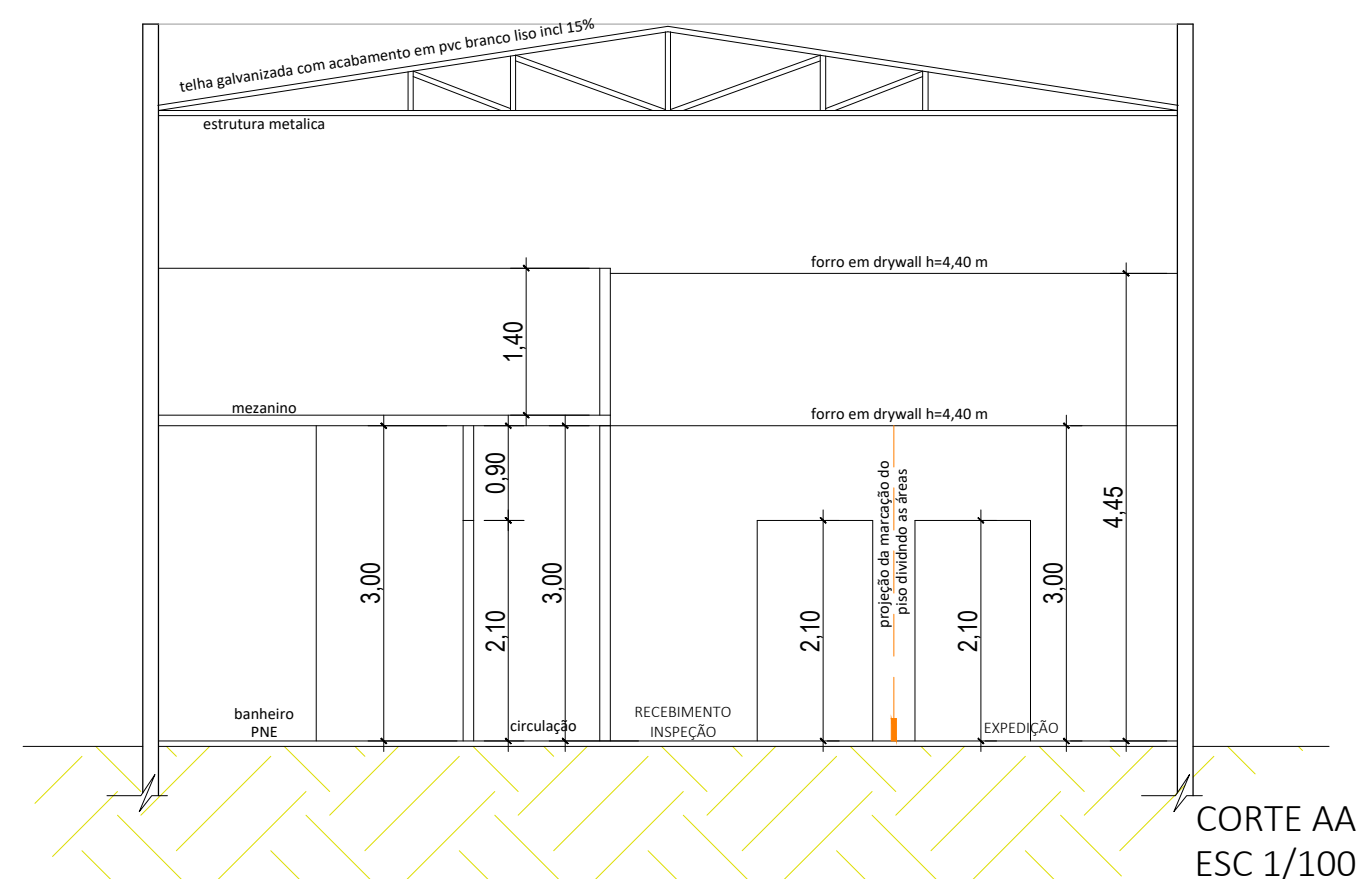 telha galvanizada com acabamento em pvc branco liso incl 15%
estrutura metalica
forro em drywall h=4,40 m
1,40
mezanino
forro em drywall h=4,40 m
0,90
4,45
projeção da marcação do
piso dividndo as áreas
3,00
3,00
3,00
2,10
2,10
2,10
banheiro
PNE
circulação
RECEBIMENTO
INSPEÇÃO
EXPEDIÇÃO
CORTE AA
ESC 1/100